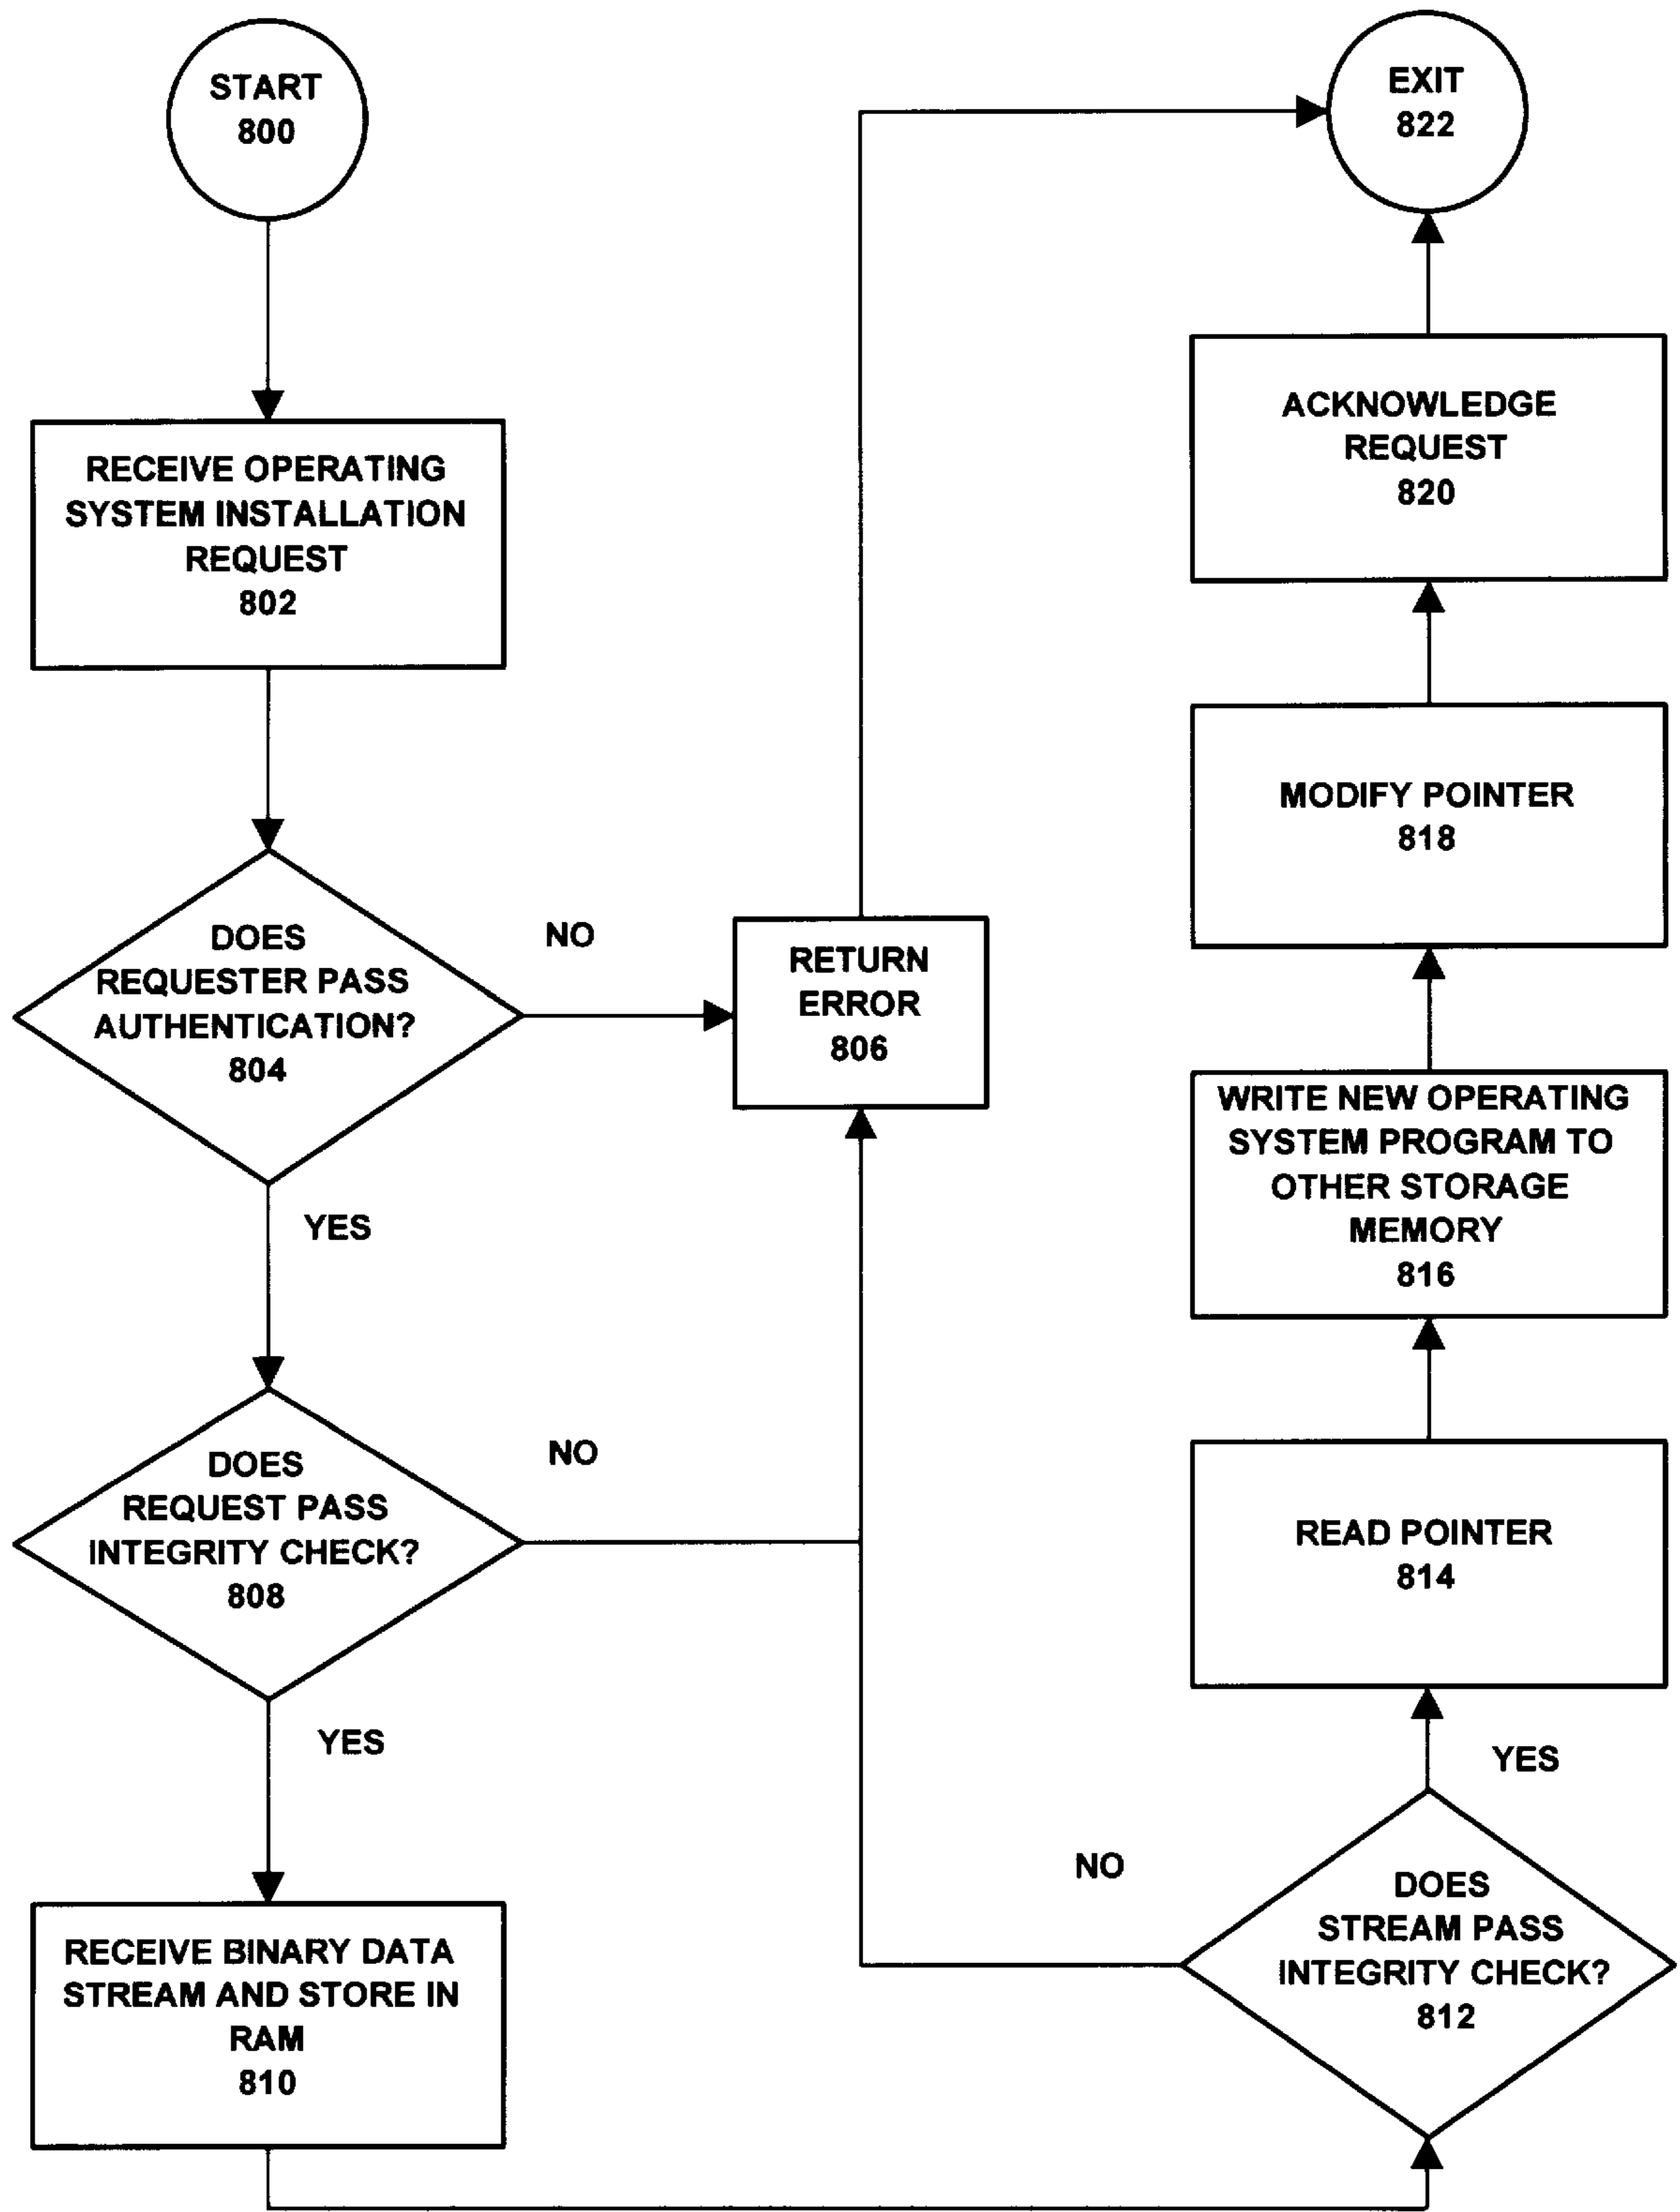 START
800
RECEIVE OPERATING
SYSTEM INSTALLATION
REQUEST
802
DOES
REQUESTER PASS
AUTHENTICATION?
804
NO
YES
RETURN
ERROR
806
DOES
REQUEST PASS
INTEGRITY CHECK?
808
NO
YES
RECEIVE BINARY DATA
STREAM AND STORE IN
RAM
810
DOES
STREAM PASS
INTEGRITY CHECK?
812
NO
YES
READ POINTER
814
WRITE NEW OPERATING
SYSTEM PROGRAM TO
OTHER STORAGE
MEMORY
816
MODIFY POINTER
818
ACKNOWLEDGE
REQUEST
820
EXIT
822